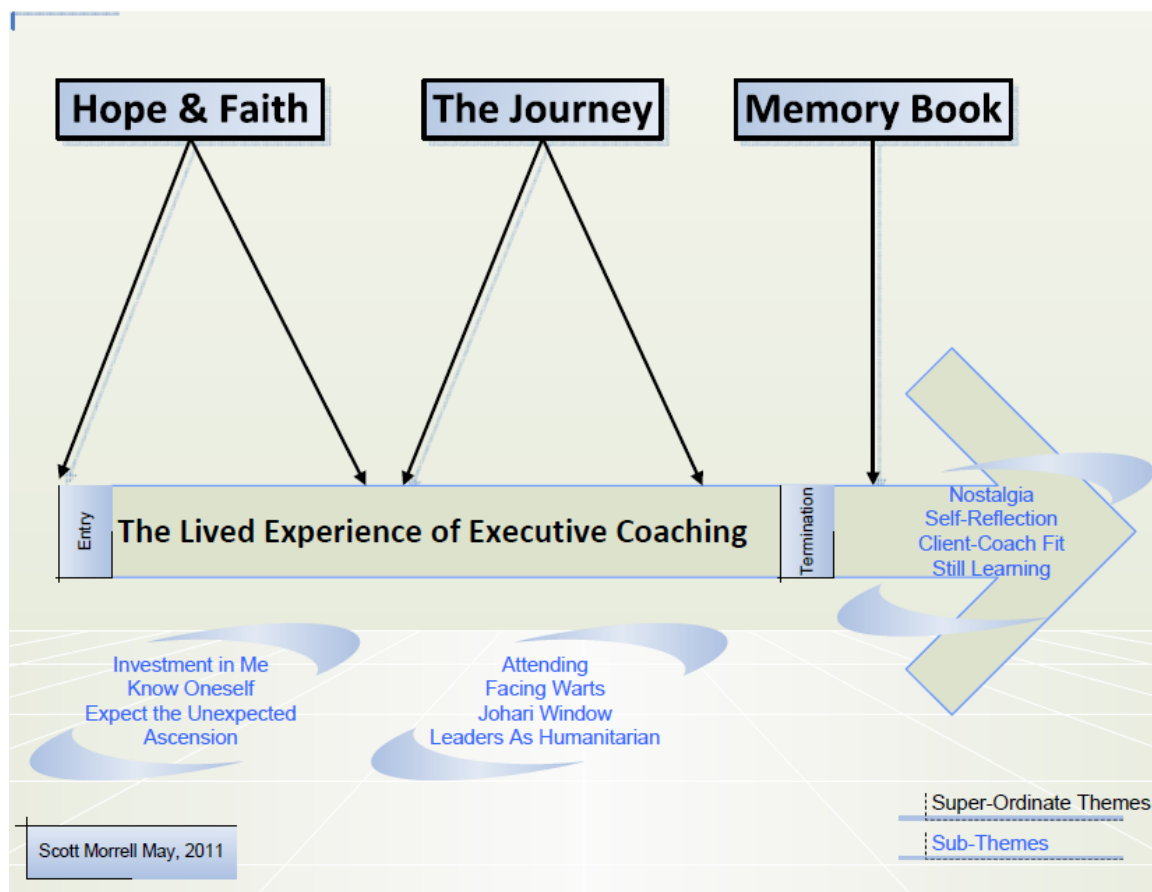 Hope & Faith
The Journey
Memory Book
Entry
The Lived Experience of Executive Coaching
Termination
Nostalgia
Self-Reflection
Client-Coach Fit
Still Learning
Investment in Me
Know Oneself
Expect the Unexpected
Ascension
Attending
Facing Warts
Johari Window
Leaders As Humanitarian
Super-Ordinate Themes
Sub-Themes
Scott Morrell May, 2011